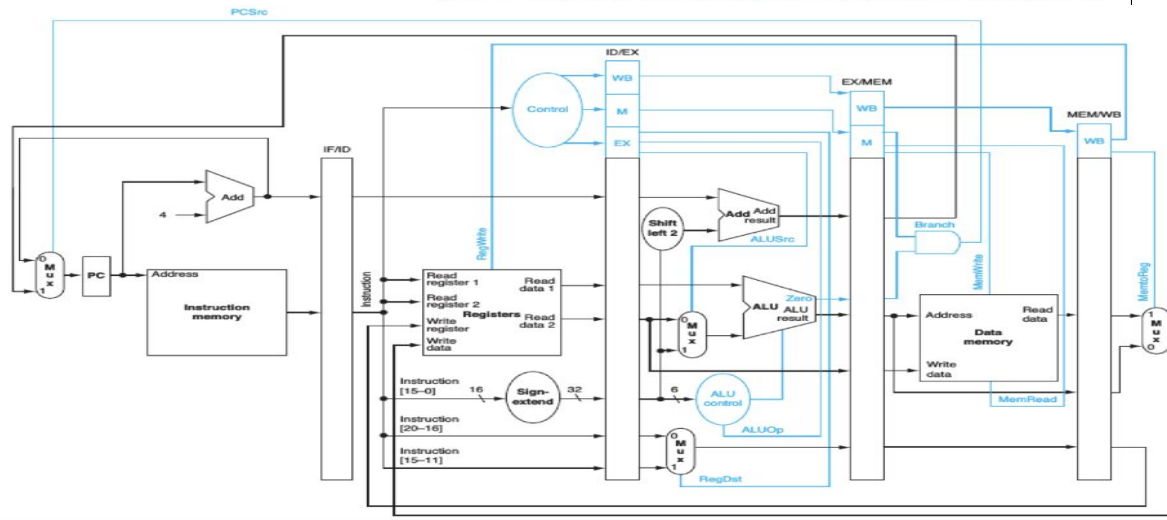 PCSrc
ID/EX
WB
EX/MEM
Control
M
WB
MEM/WB
EX
M
WB
IF/ID
Add
4
Shift
left 2
Add
Add
result
ALUSrc
Branch
RegWrite
MemWrite
MemtoReg
0
M
u
x
1
PC
Address
Instruction
memory
Instruction
Read
register 1
Read
register 2
Write
register
Write
data
Registers
Read
data 1
Read
data 2
0
M
u
x
1
Zero
ALU
ALU
result
Address
Data
memory
Read
data
Write
data
1
M
u
x
0
MemRead
Instruction
[15–0]
16
Sign-
extend
32
6
ALU
control
ALUOp
Instruction
[20–16]
Instruction
[15–11]
0
M
u
x
1
RegDst